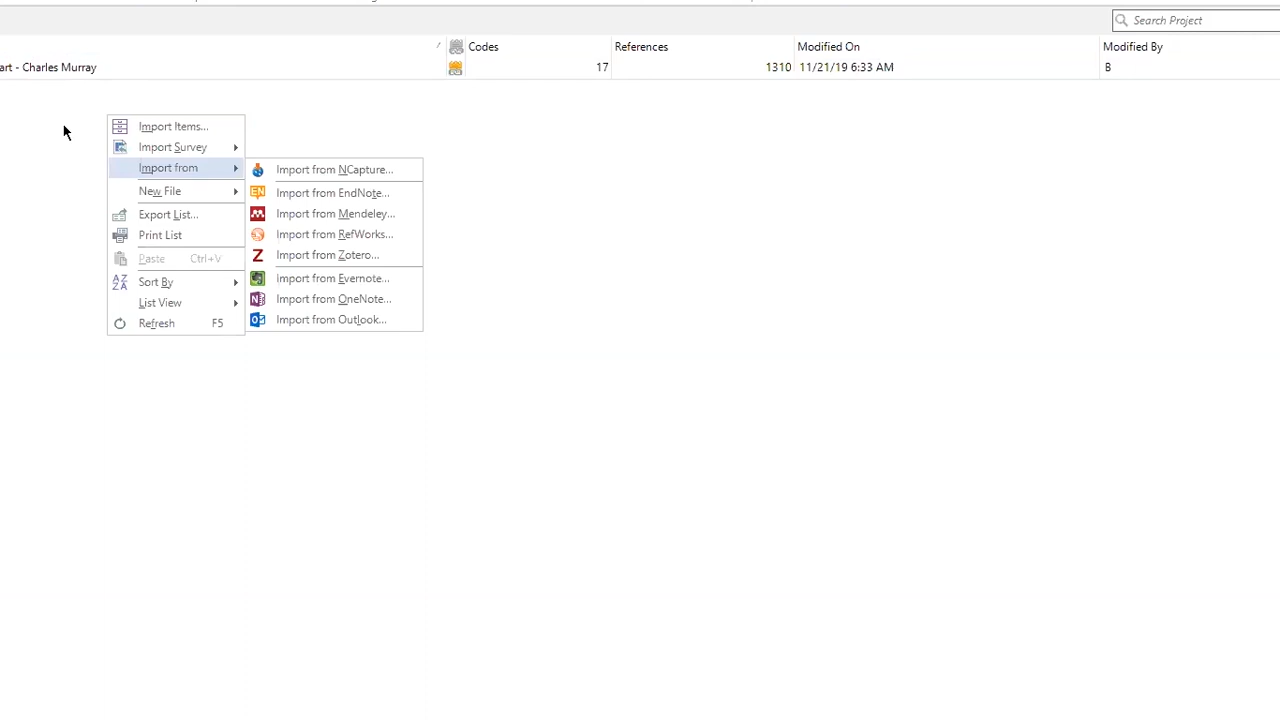 Search Project
Codes References Modified On Modified By
art - Charles Murray 17 1310 11/21/19 6:33 AM B
Import Items...
Import Survey
Import from
New File
Export List...
Print List
Paste Ctrl+V
Sort By
List View
Refresh F5
Import from NCapture...
Import from EndNote...
Import from Mendeley...
Import from RefWorks...
Import from Zotero...
Import from Evernote...
Import from OneNote...
Import from Outlook...